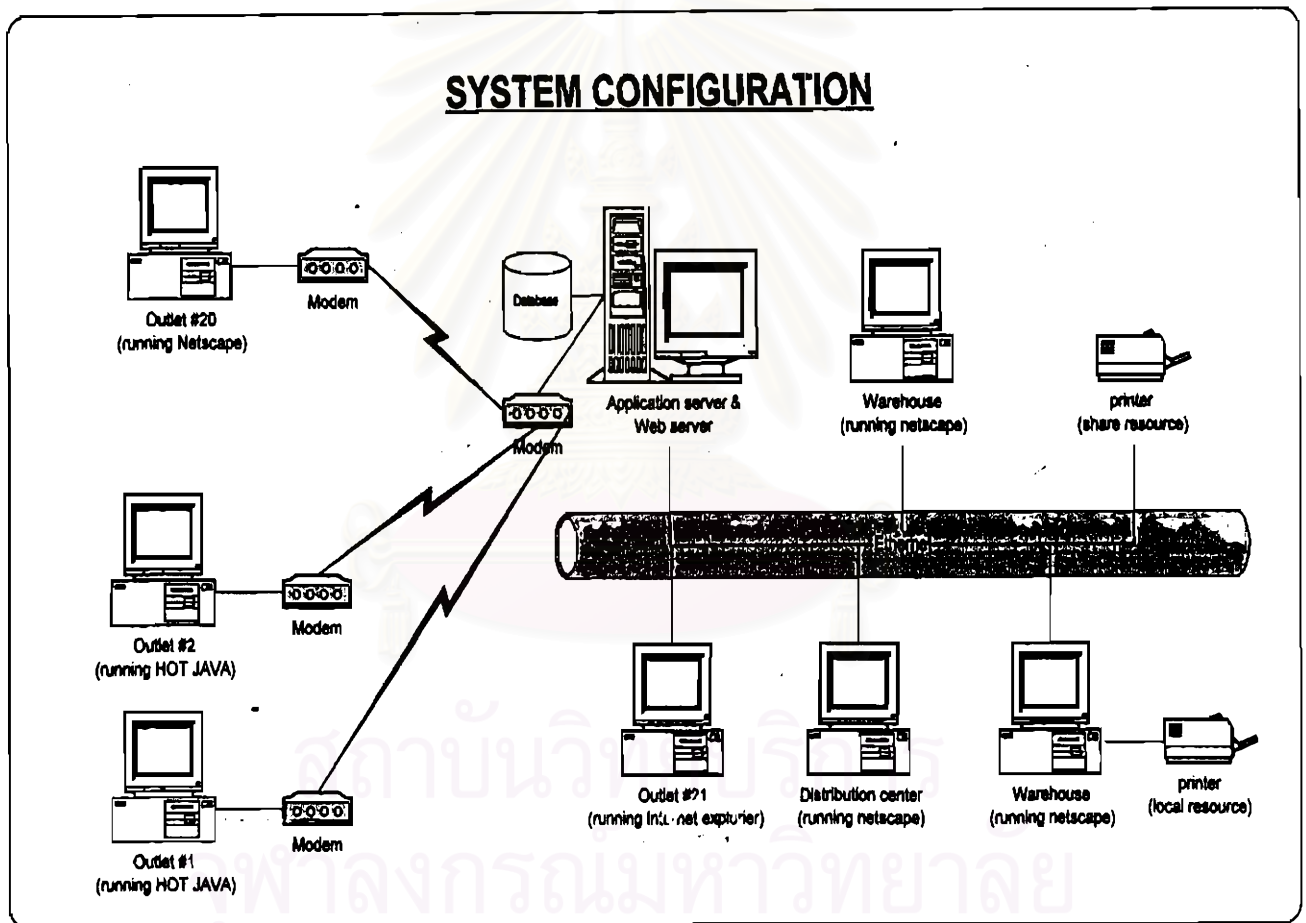 SYSTEM CONFIGURATION
Outlet #20
(running Netscape)
Modem
Database
Application server &
Web server
Modem
Warehouse
(running netscape)
printer
(share resource)
Outlet #2
(running HOT JAVA)
Modem
Outlet #1
(running HOT JAVA)
Modem
Outlet #21
(running
Distribution center
(running netscape)
Warehouse
(running netscape)
printer
(local resource)
สถาบันวิทยบริการ
จุฬาลงกรณ์มหาวิทยาลัย